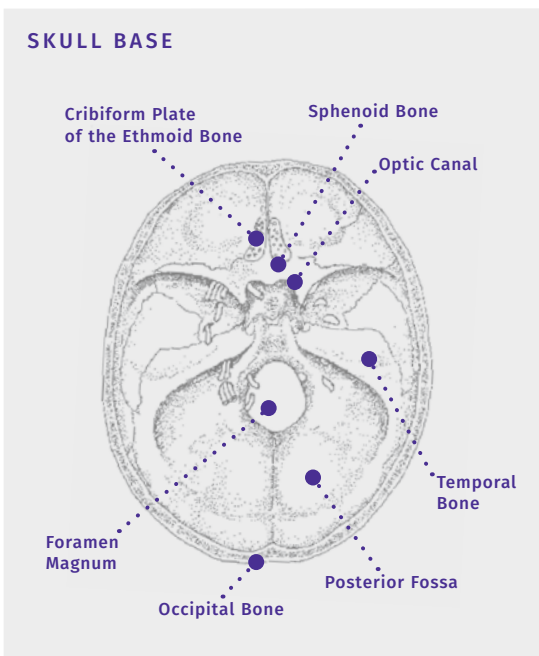 SKULL BASE
Cribiform Plate
of the Ethmoid Bone
Sphenoid Bone
Optic Canal
Temporal
Bone
Foramen
Magnum
Posterior Fossa
Occipital Bone